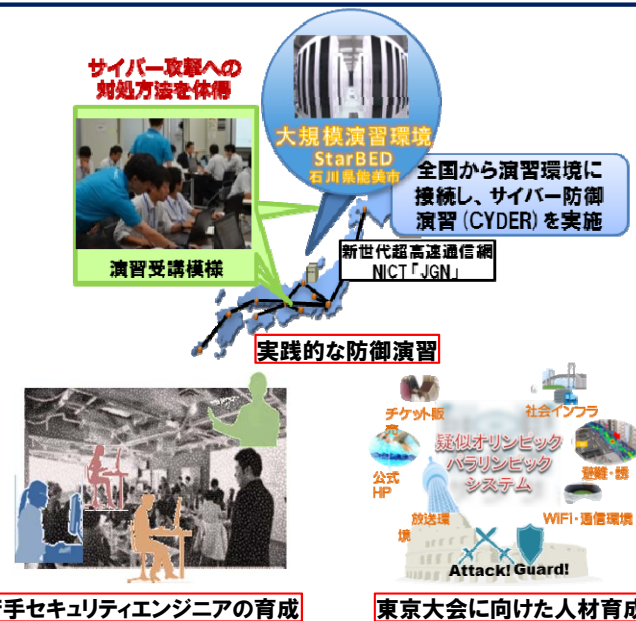 サイバー攻撃への
対処方法を体得
大規模演習環境
StarBED
石川県能美市
全国から演習環境に
接続し、サイバー防御
演習(CYDER)を実施
演習受講模様
新世代超高速通信網
NICT「JGN」
実践的な防御演習
チケット販
社会インフラ
疑似オリンピック
パラリンピック
システム
公式
HP
避難・誘
放送環
境
WiFi・通信環境
Attack! Guard!
手セキュリティエンジニアの育成
東京大会に向けた人材育成